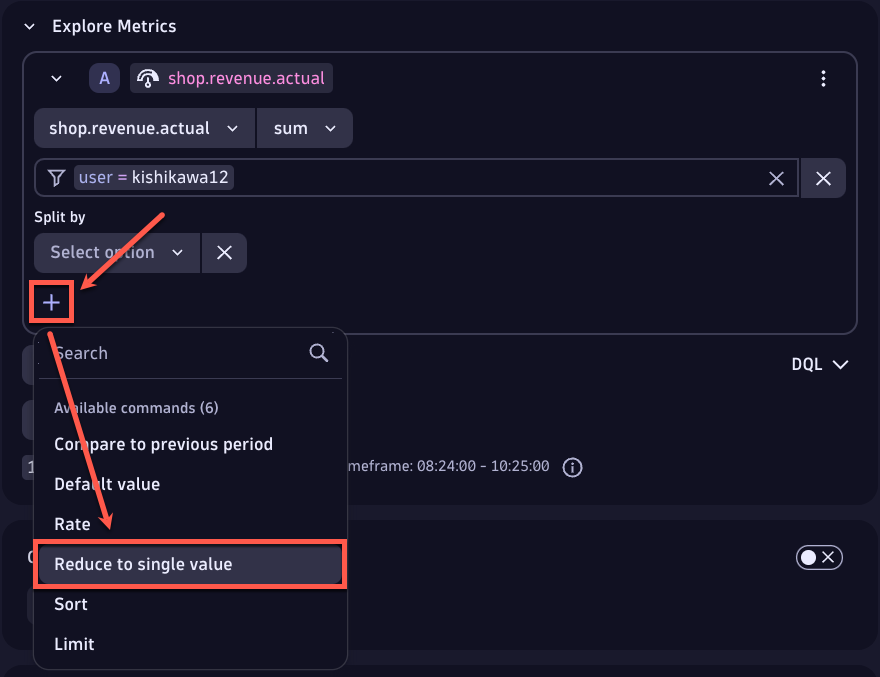 Explore Metrics
A shop.revenue.actual
shop.revenue.actual sum
user = kishikawa12
Split by
Select option
Search
DQL
Available commands (6)
Compare to previous period
meframe: 08:24:00 - 10:25:00
Default value
Rate
Reduce to single value
Sort
Limit